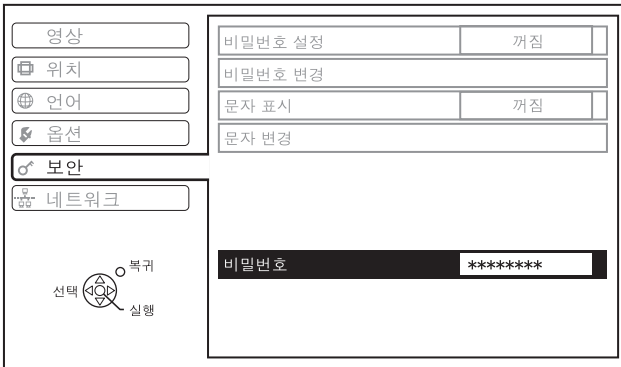 영상
위치
언어
옵션
보안
네트워크
선택
복귀
실행
비밀번호 설정 꺼짐
비밀번호 변경
문자 표시 꺼짐
문자 변경
비밀번호 ********